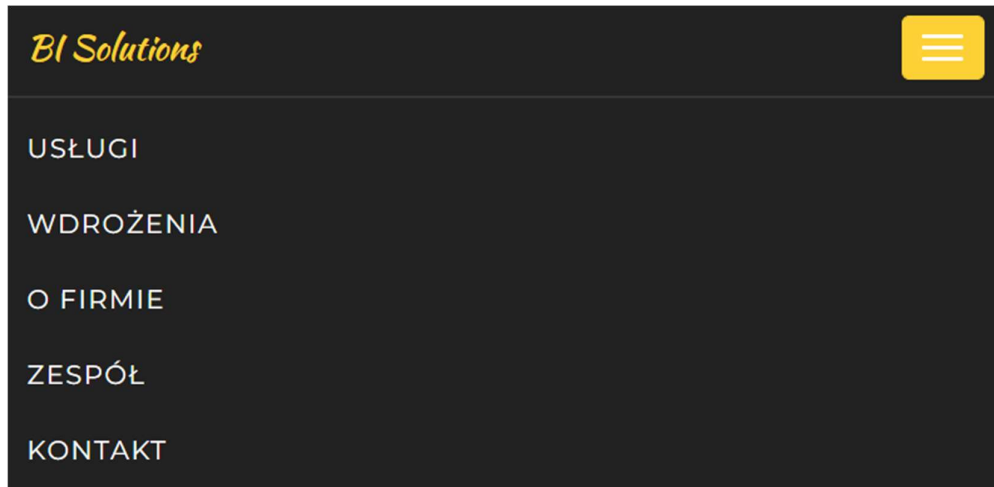 BI Solutions
USŁUGI
WDROŻENIA
O FIRMIE
ZESPÓŁ
KONTAKT